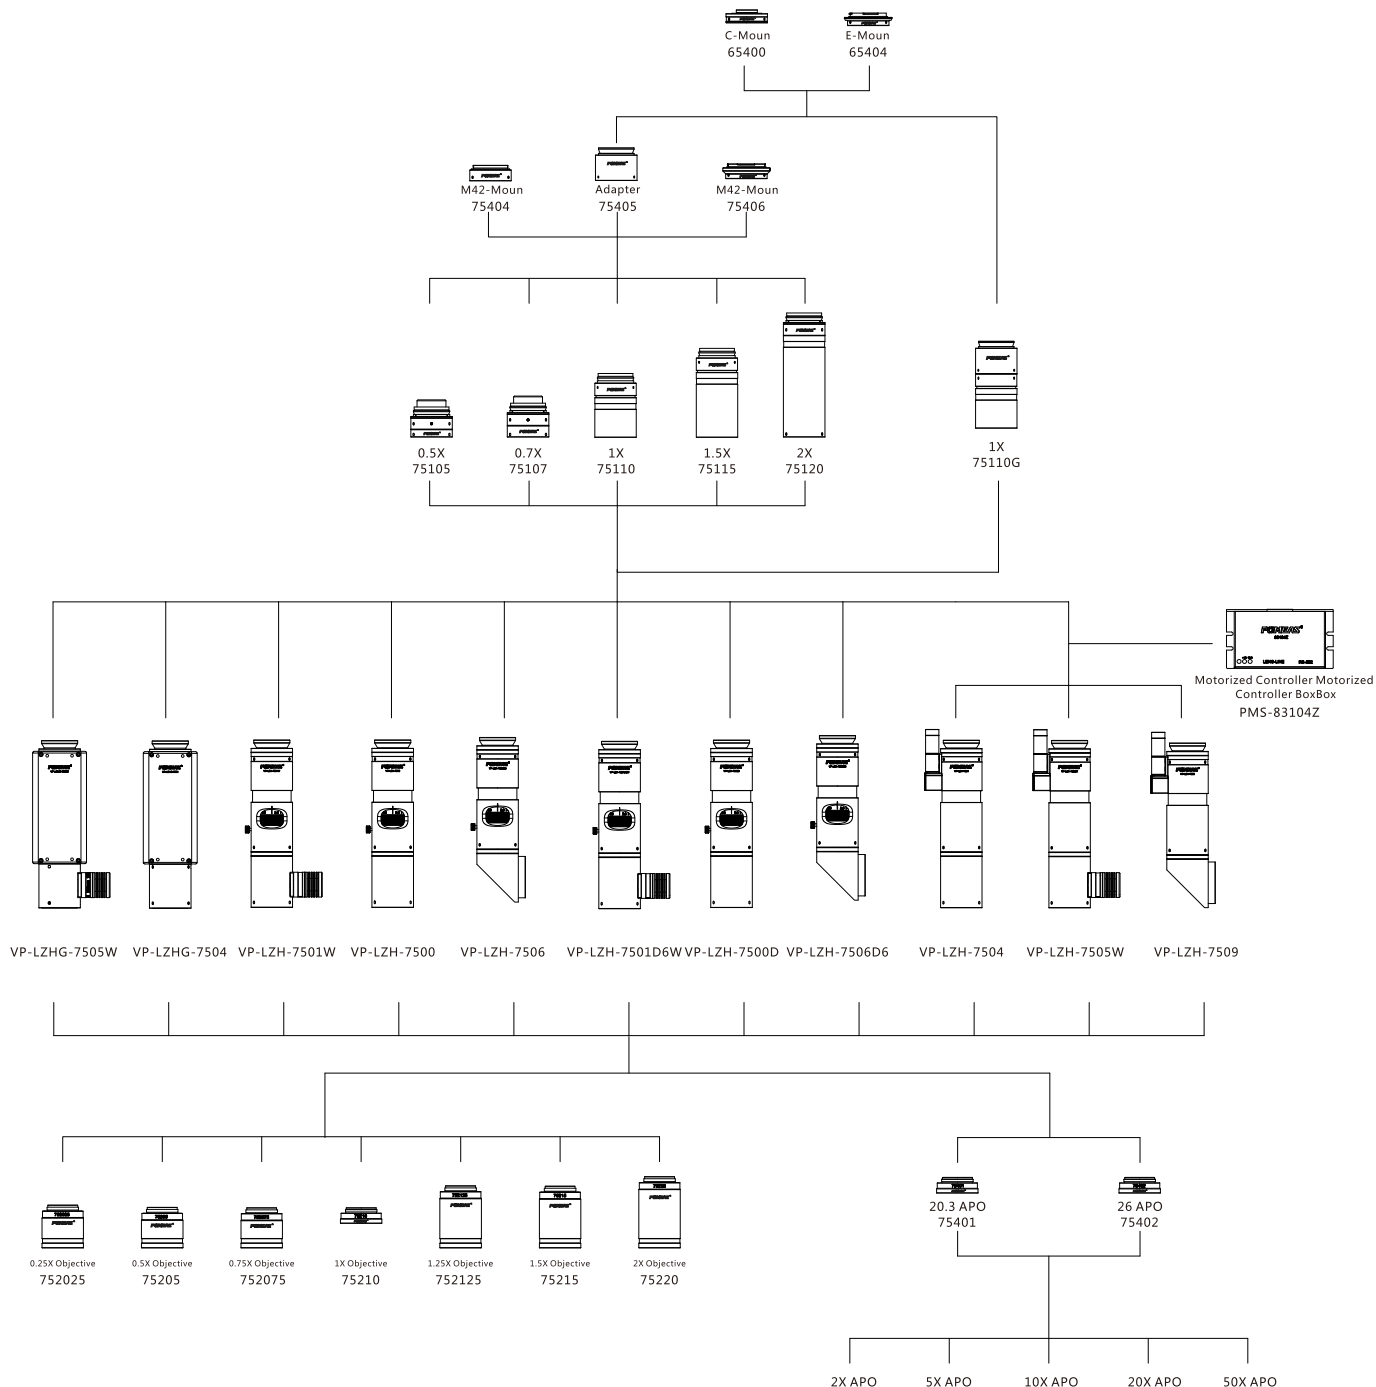 C-Moun
65400
E-Moun
65404
M42-Moun
75404
Adapter
75405
M42-Moun
75406
0.5X
75105
0.7X
75107
1X
75110
1.5X
75115
2X
75120
1X
75110G
POMEAS
Motorized Controller Motorized
Controller BoxBox
PMS-83104Z
VP-LZHG-7505W
VP-LZHG-7504
VP-LZH-7501W
VP-LZH-7500
VP-LZH-7506
VP-LZH-7501D6W
VP-LZH-7500D
VP-LZH-7506D6
VP-LZH-7504
VP-LZH-7505W
VP-LZH-7509
0.25X Objective
752025
0.5X Objective
75205
0.75X Objective
752075
1X Objective
75210
1.25X Objective
752125
1.5X Objective
75215
2X Objective
75220
20.3 APO
75401
26 APO
75402
2X APO
5X APO
10X APO
20X APO
50X APO